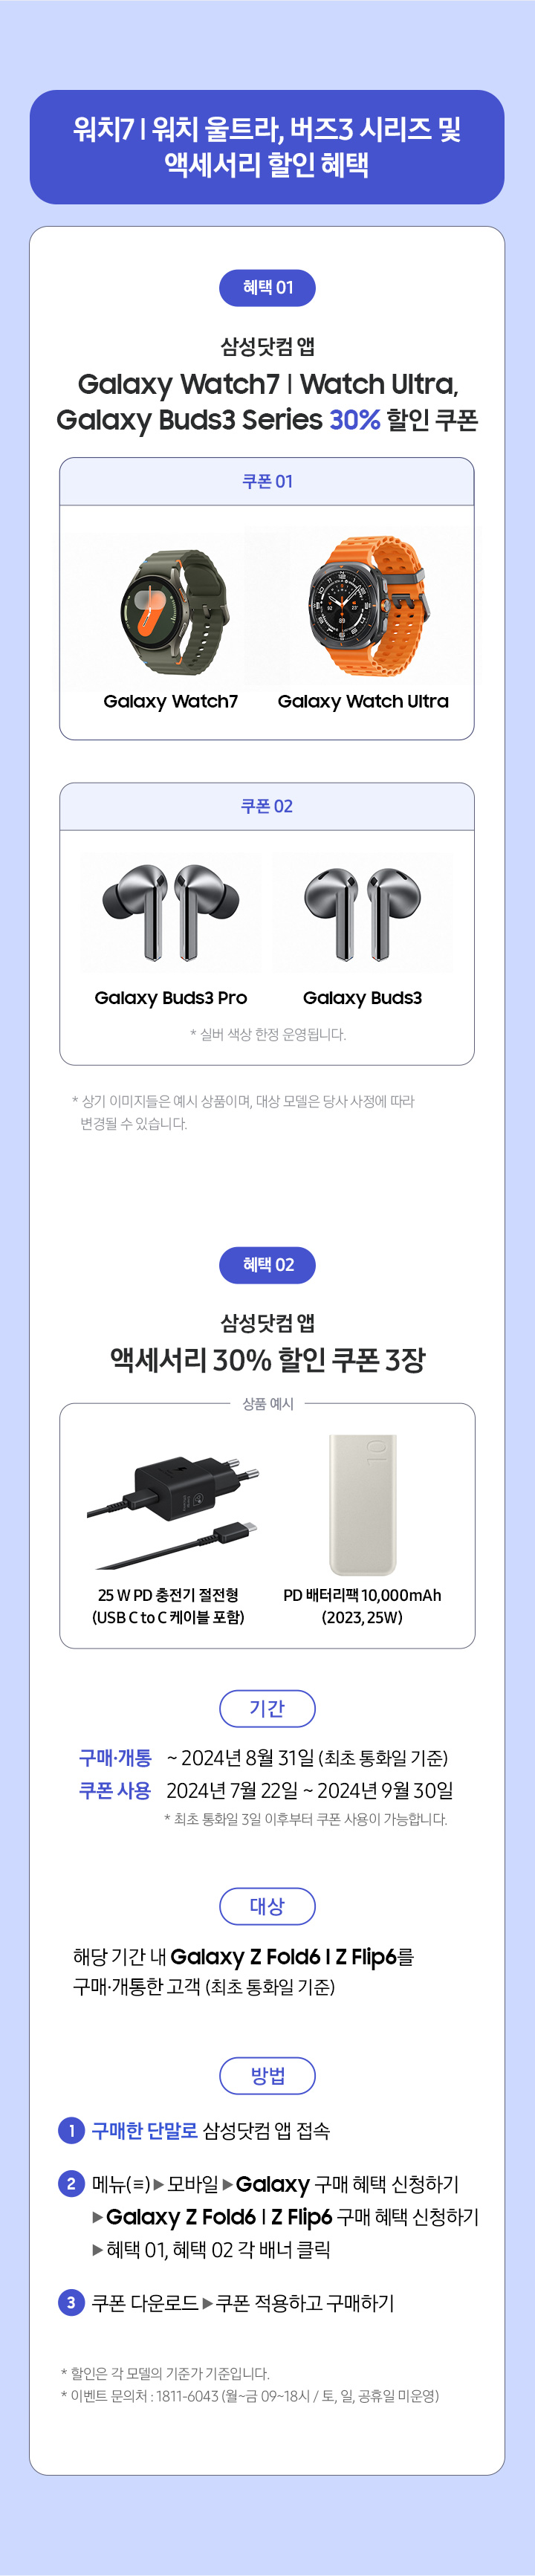 워치7 | 워치 울트라, 버즈3 시리즈 및
액세서리 할인 혜택
혜택 01
삼성닷컴 앱
Galaxy Watch7 | Watch Ultra,
Galaxy Buds3 Series 30% 할인 쿠폰
쿠폰 01
Galaxy Watch7
Galaxy Watch Ultra
쿠폰 02
Galaxy Buds3 Pro
Galaxy Buds3
* 실버 색상 한정 운영됩니다.
* 상기 이미지들은 예시 상품이며, 대상 모델은 당사 사정에 따라
변경될 수 있습니다.
혜택 02
삼성닷컴 앱
액세서리 30% 할인 쿠폰 3장
상품 예시
10
25 W PD 충전기 절전형
(USB C to C 케이블 포함)
PD 배터리팩 10,000mAh
(2023, 25W)
기간
구매·개통 ~ 2024년 8월 31일 (최초 통화일 기준)
쿠폰 사용 2024년 7월 22일 ~ 2024년 9월 30일
* 최초 통화일 3일 이후부터 쿠폰 사용이 가능합니다.
대상
해당 기간 내 Galaxy Z Fold6 | Z Flip6를
구매·개통한 고객 (최초 통화일 기준)
방법
1 구매한 단말로 삼성닷컴 앱 접속
2 메뉴(≡)▶모바일▶Galaxy 구매 혜택 신청하기
▶Galaxy Z Fold6 | Z Flip6 구매 혜택 신청하기
▶혜택 01, 혜택 02 각 배너 클릭
3 쿠폰 다운로드▶쿠폰 적용하고 구매하기
* 할인은 각 모델의 기준가 기준입니다.
* 이벤트 문의처 : 1811-6043 (월~금 09~18시 / 토, 일, 공휴일 미운영)